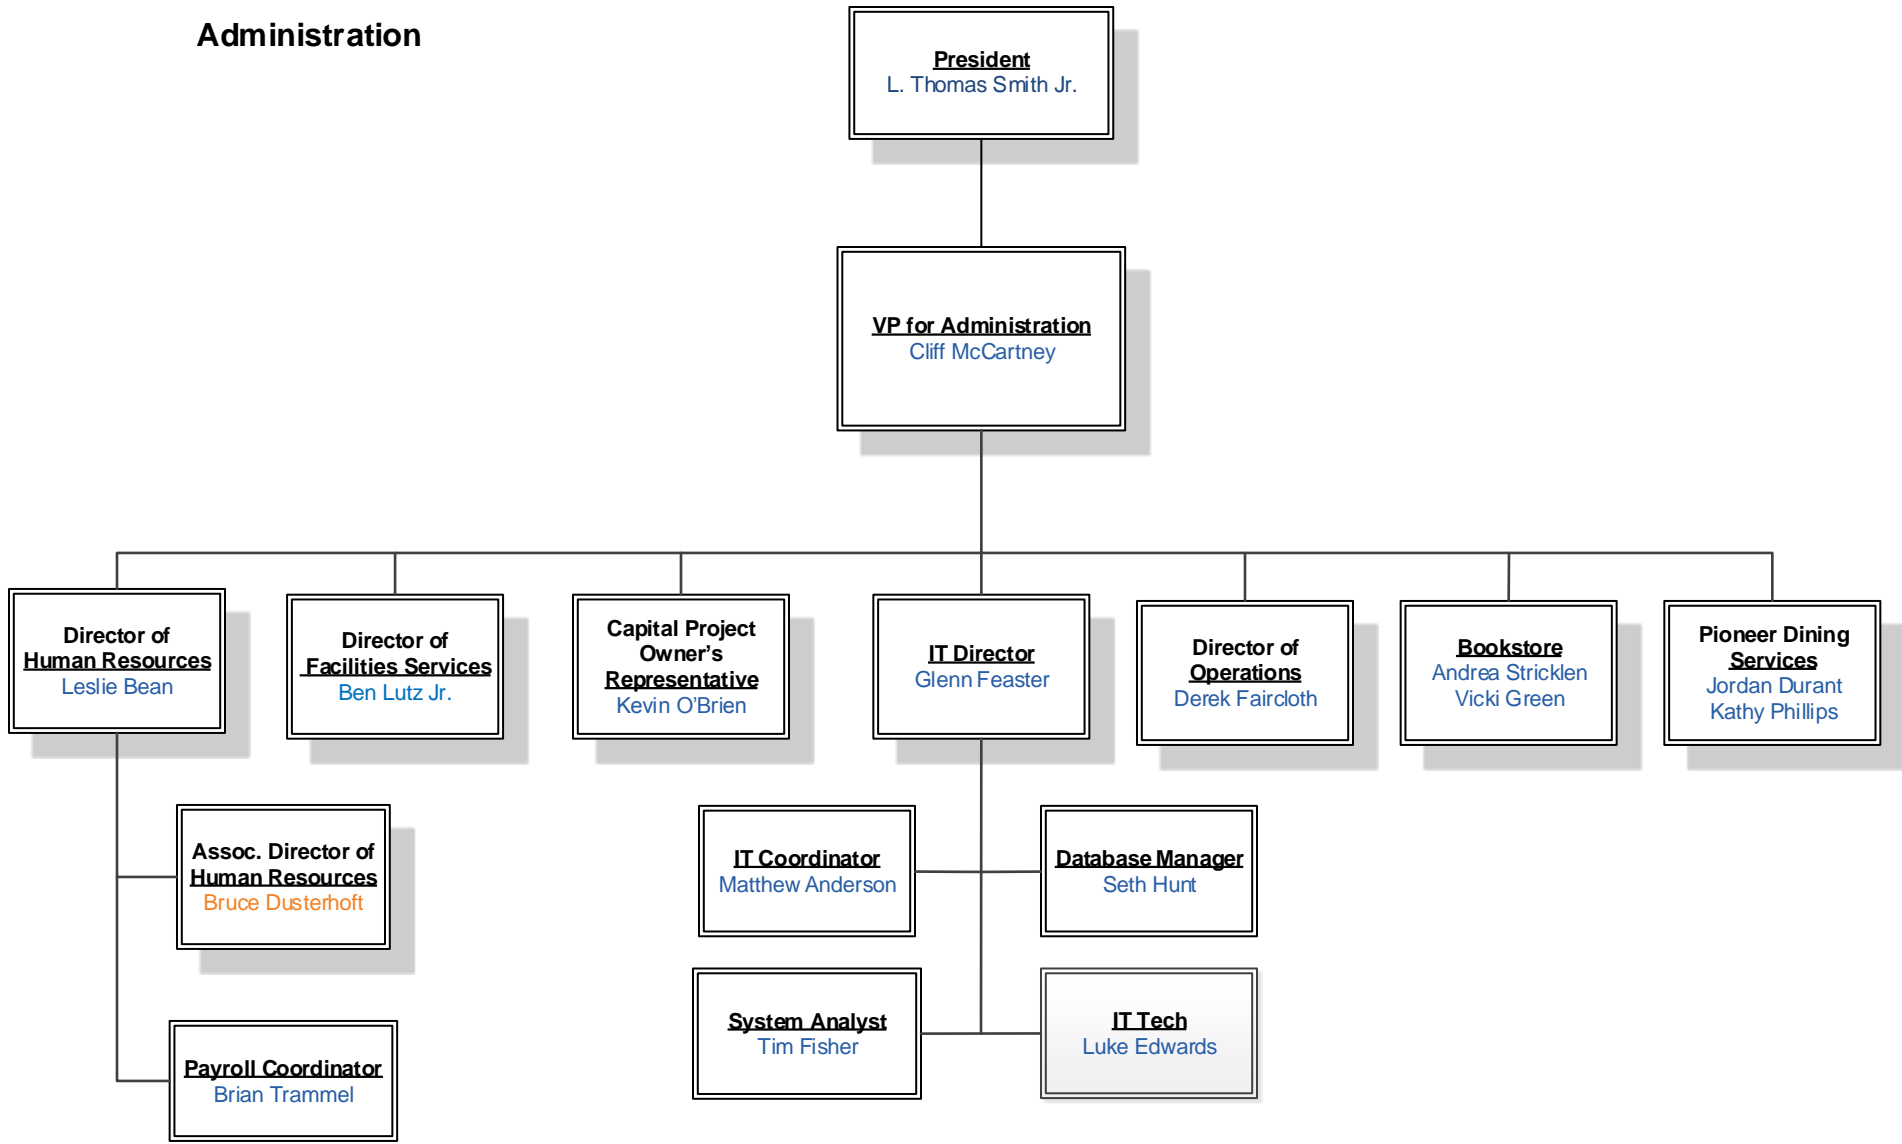 Administration
President
L. Thomas Smith Jr.
VP for Administration
Cliff McCartney
Director of
Human Resources
Leslie Bean
Director of
Facilities Services
Ben Lutz Jr.
Capital Project
Owner's
Representative
Kevin O'Brien
IT Director
Glenn Feaster
Director of
Operations
Derek Faircloth
Bookstore
Andrea Stricklen
Vicki Green
Pioneer Dining
Services
Jordan Durant
Kathy Phillips
Assoc. Director of
Human Resources
Bruce Dusterhoft
IT Coordinator
Matthew Anderson
Database Manager
Seth Hunt
System Analyst
Tim Fisher
IT Tech
Luke Edwards
Payroll Coordinator
Brian Trammel